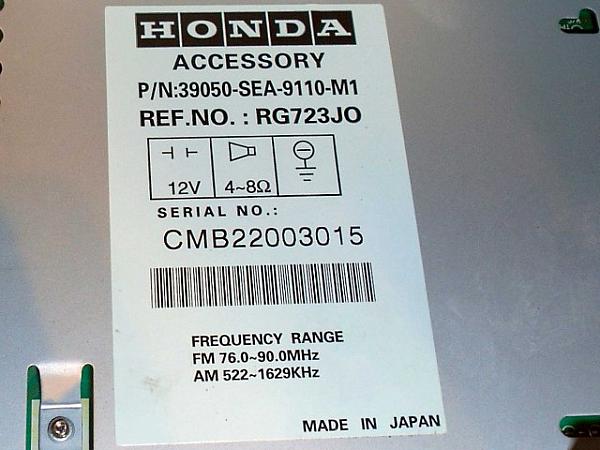 HONDA
ACCESSORY
P/N:39050-SEA-9110-M1
REF.NO. : RG723JO
12V 4~8Ω
SERIAL NO.:
CMB22003015
FREQUENCY RANGE
FM 76.0~90.0MHz
AM 522~1629KHz
MADE IN JAPAN